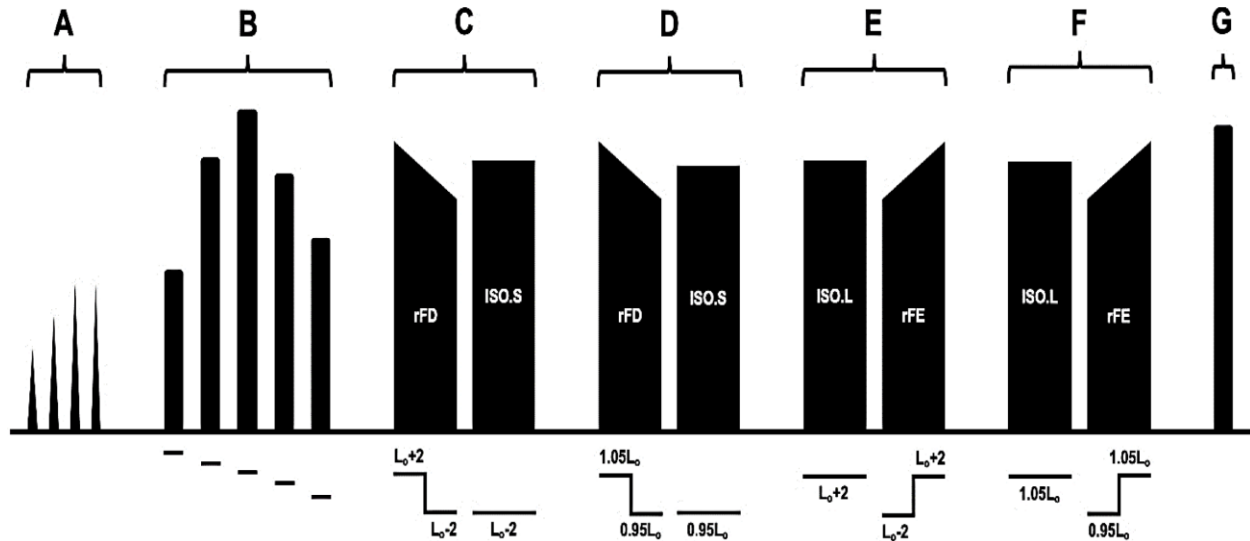 A B C D E F G
rFD ISO.S rFD ISO.S ISO.L rFE ISO.L rFE
Lₒ+2 1.05Lₒ Lₒ+2 1.05Lₒ
Lₒ-2 Lₒ-2 0.95Lₒ 0.95Lₒ Lₒ+2 Lₒ-2 1.05Lₒ 0.95Lₒ